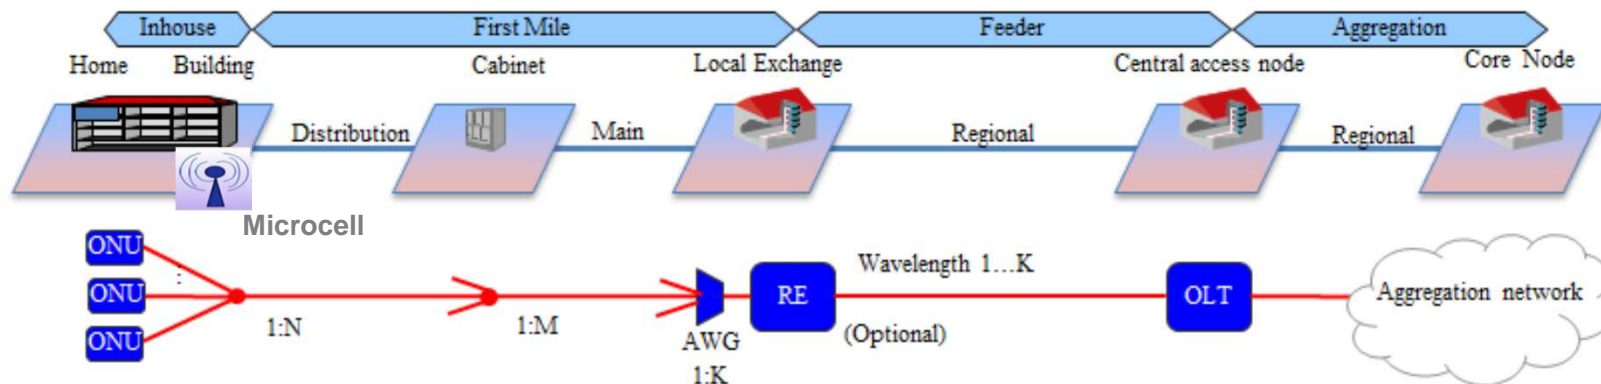 Inhouse
First Mile
Feeder
Aggregation
Home
Building
Cabinet
Local Exchange
Central access node
Core Node
Distribution
Main
Regional
Regional
Microcell
ONU
ONU
ONU
1:N
1:M
AWG
1:K
RE
Wavelength 1...K
(Optional)
OLT
Aggregation network